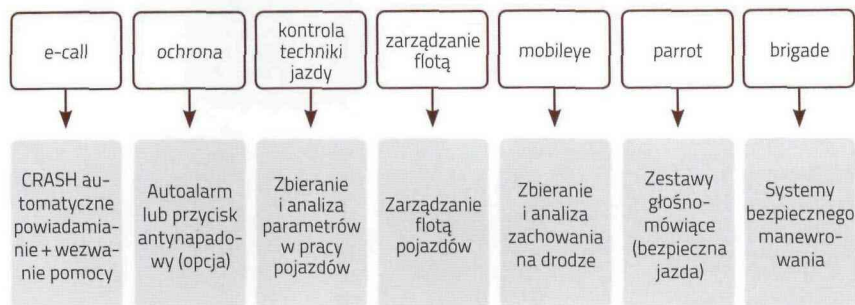 e-call
ochrona
kontrola
techniki
jazdy
zarządzanie
flotą
mobileye
parrot
brigade
CRASH au-
tomatyczne
powiadamia-
nie + wezwa-
nie pomocy
Autoalarm
lub przycisk
antynapado-
wy (opcja)
Zbieranie
i analiza
parametrów
w pracy
pojazdów
Zarządzanie
flotą
pojazdów
Zbieranie
i analiza
zachowania
na drodze
Zestawy
głośno-
mówiące
(bezpieczna
jazda)
Systemy
bezpiecznego
manewro-
wania